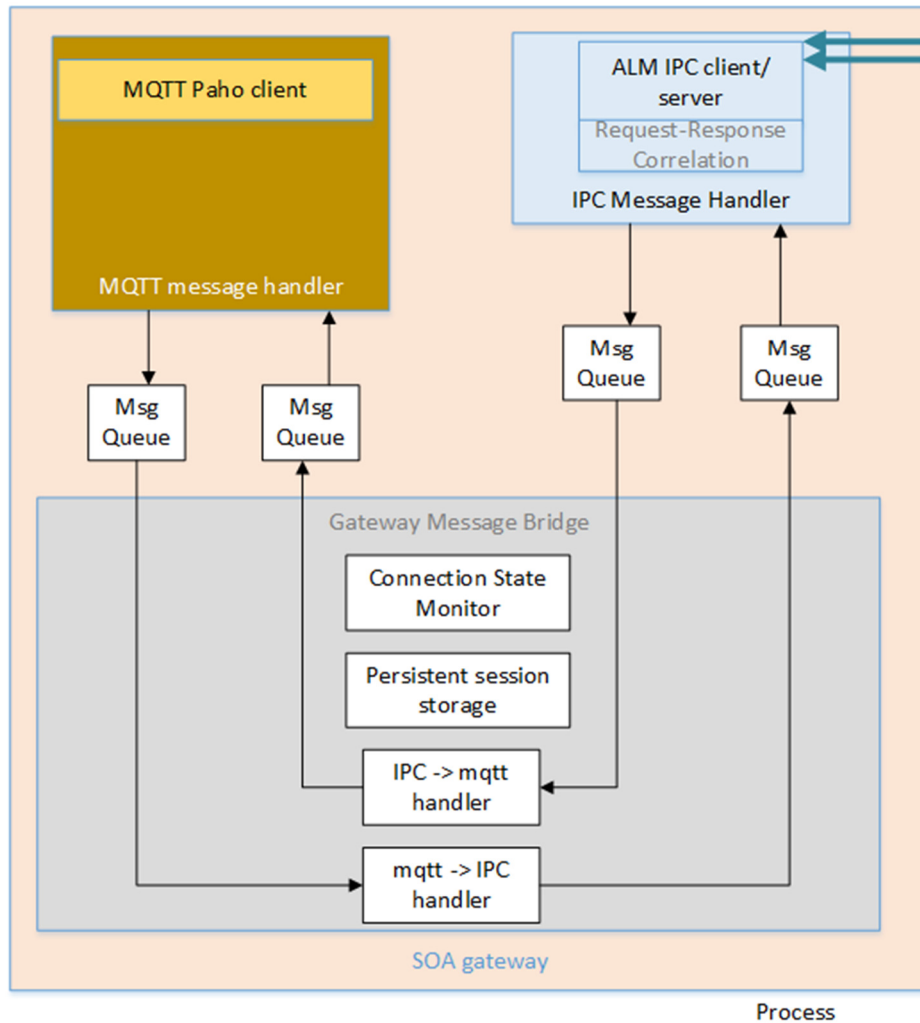 MQTT Paho client
MQTT message handler
ALM IPC client/
server
Request-Response
Correlation
IPC Message Handler
Msg
Queue
Msg
Queue
Msg
Queue
Msg
Queue
Gateway Message Bridge
Connection State
Monitor
Persistent session
storage
IPC -> mqtt
handler
mqtt -> IPC
handler
SOA gateway
Process